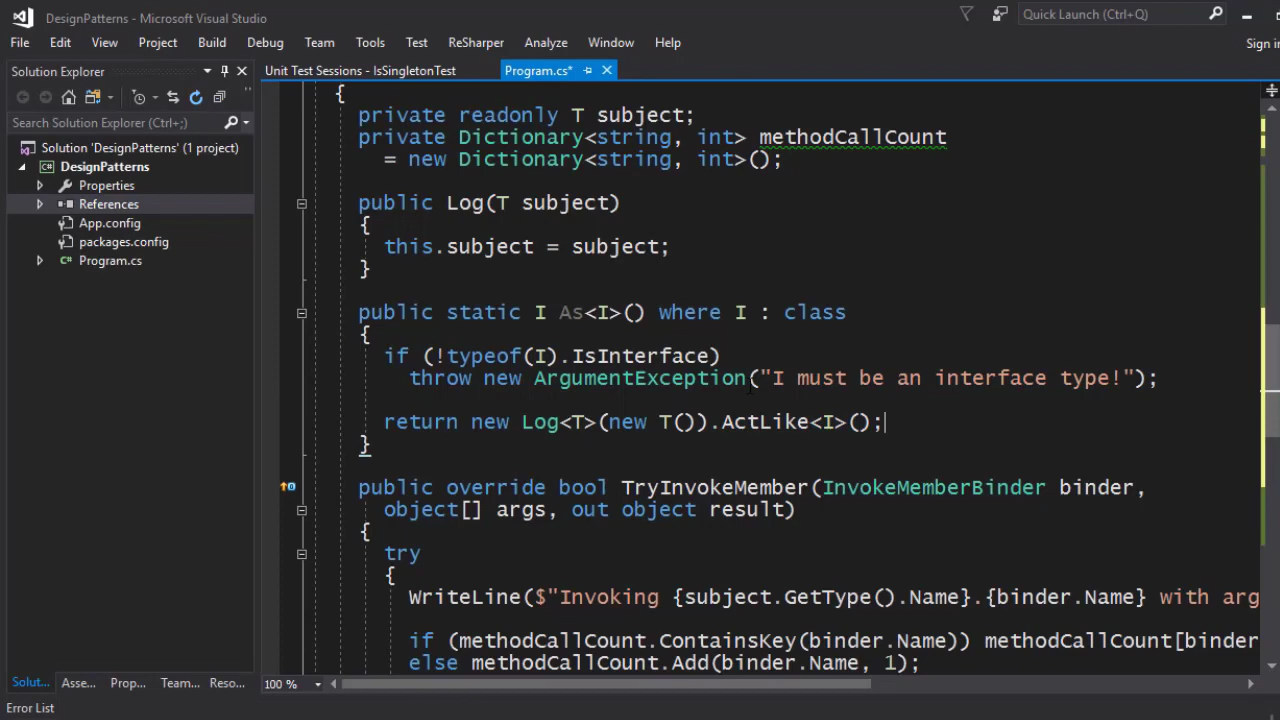 DesignPatterns - Microsoft Visual Studio
Quick Launch (Ctrl+Q)
File Edit View Project Build Debug Team Tools Test ReSharper Analyze Window Help
Sign in
Solution Explorer
Unit Test Sessions - IsSingletonTest
Program.cs*
Search Solution Explorer (Ctrl+;)
Solution 'DesignPatterns' (1 project)
DesignPatterns
Properties
References
App.config
packages.config
Program.cs
{
private readonly T subject;
private Dictionary<string, int> methodCallCount
= new Dictionary<string, int>();
public Log(T subject)
{
this.subject = subject;
}
public static I As<I>() where I : class
{
if (!typeof(I).IsInterface)
throw new ArgumentException("I must be an interface type!");
return new Log<T>(new T()).ActLike<I>();
}
public override bool TryInvokeMember(InvokeMemberBinder binder,
object[] args, out object result)
{
try
{
WriteLine($"Invoking {subject.GetType().Name}.{binder.Name} with arg
if (methodCallCount.ContainsKey(binder.Name)) methodCallCount[binder
else methodCallCount.Add(binder.Name, 1);
Solut... Asse... Prop... Team... Reso...
100 %
Error List